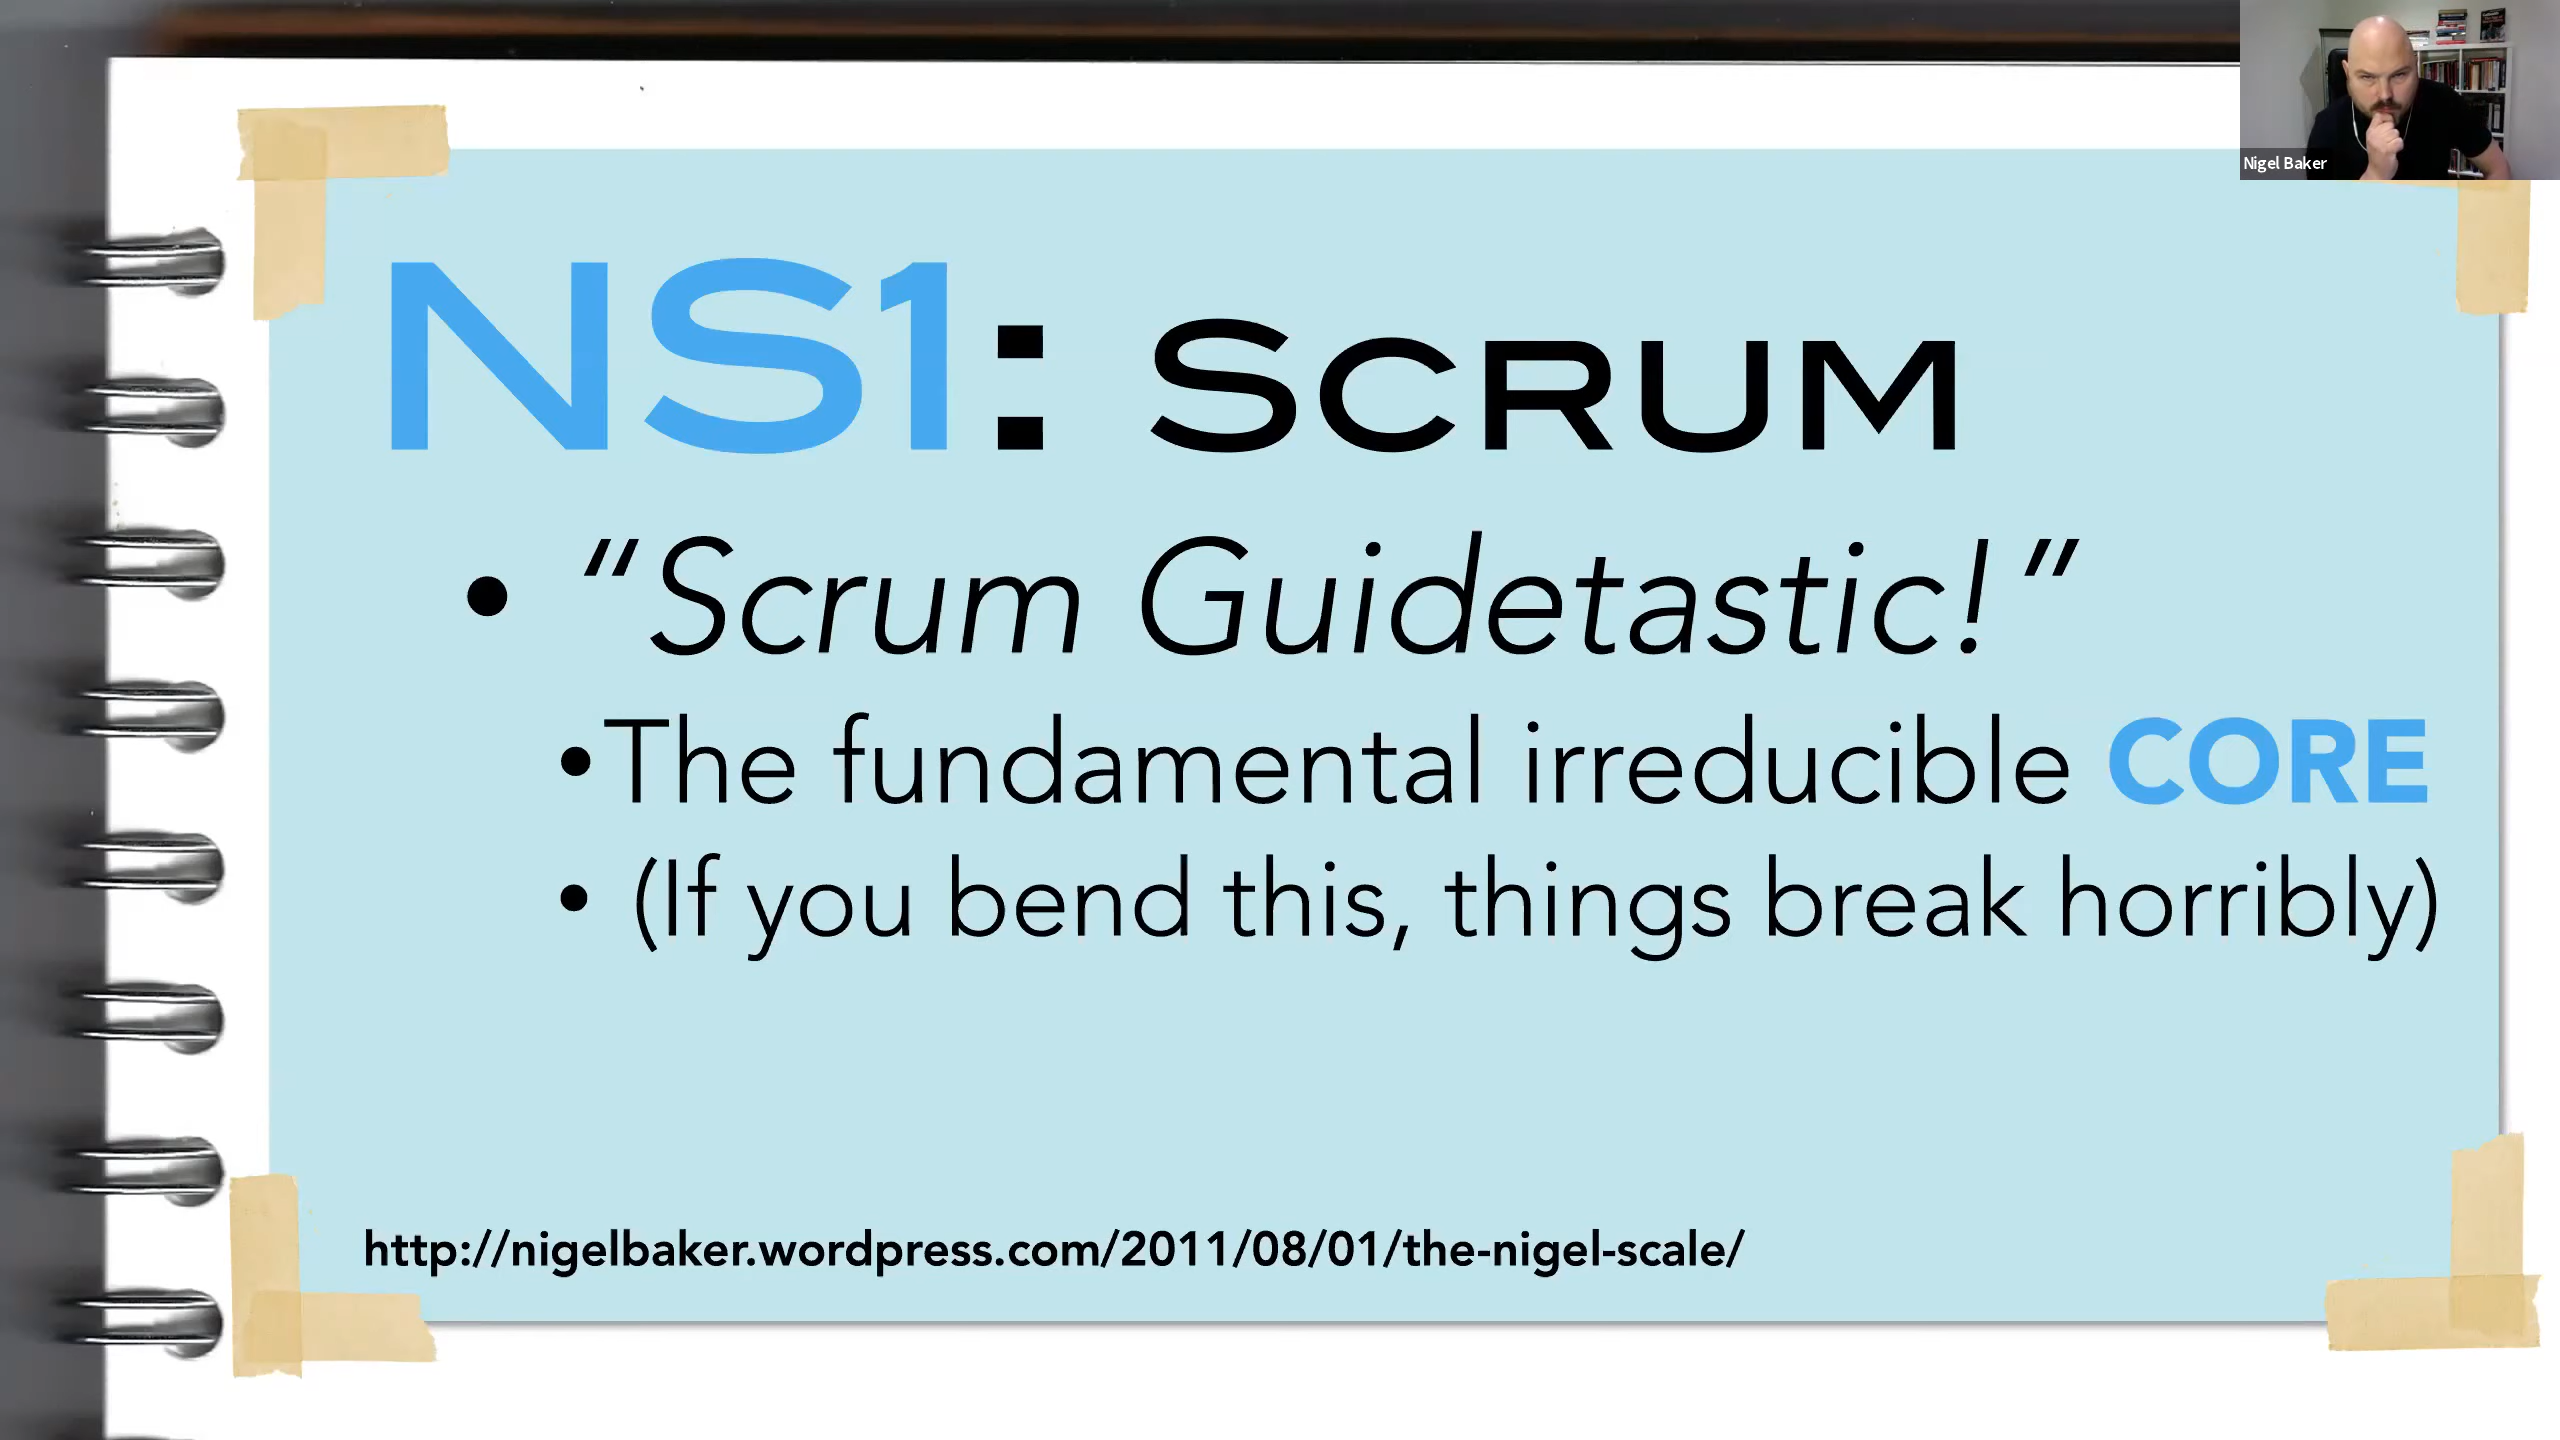 Nigel Baker
NS1: SCRUM
• “Scrum Guidetastic!”
•The fundamental irreducible CORE
• (If you bend this, things break horribly)
http://nigelbaker.wordpress.com/2011/08/01/the-nigel-scale/